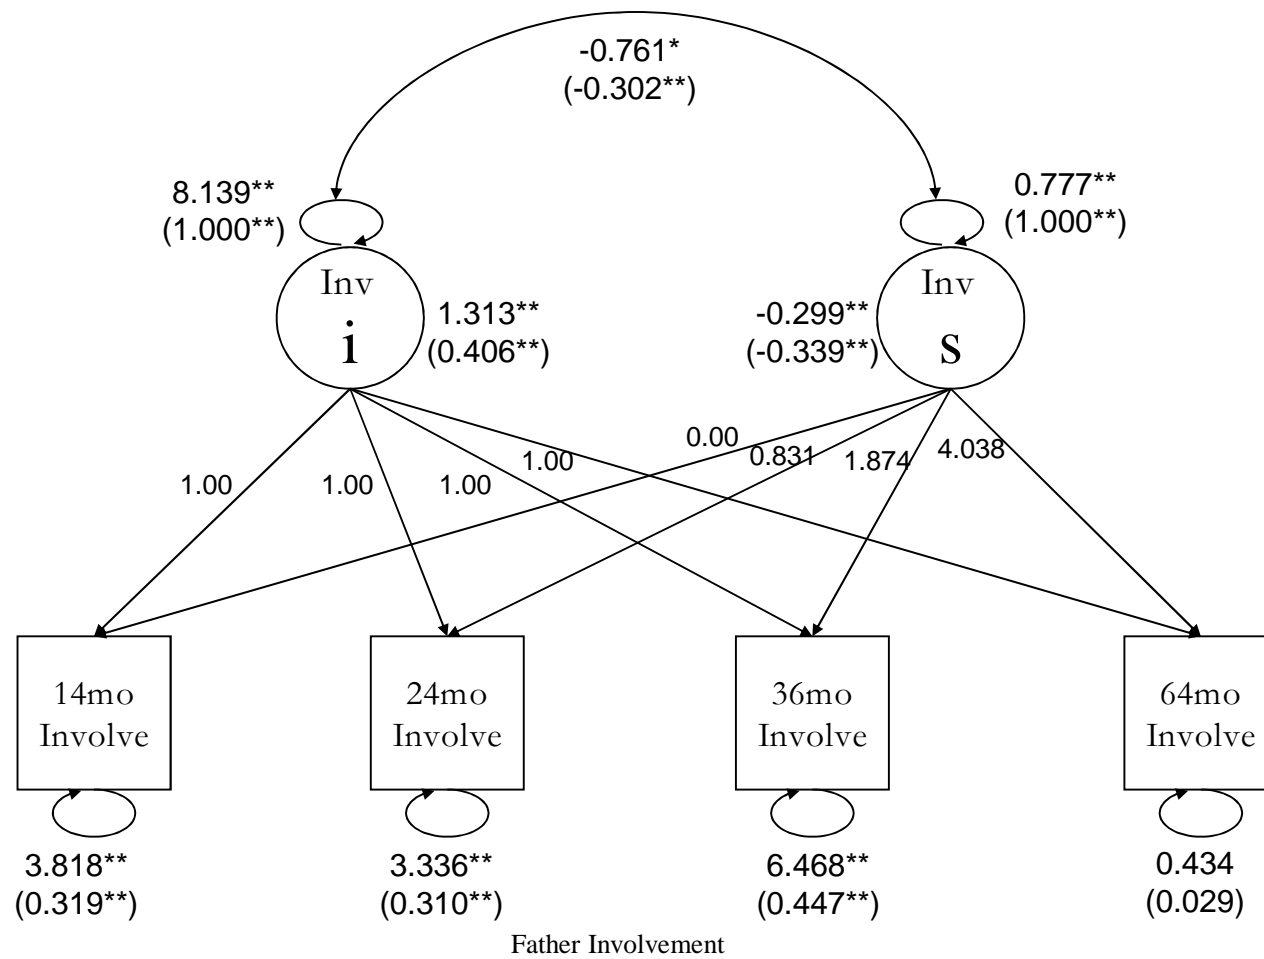 -0.761*
(-0.302**)
8.139**
(1.000**)
0.777**
(1.000**)
Inv
i
1.313**
(0.406**)
-0.299**
(-0.339**)
Inv
s
1.00
1.00
1.00
1.00
0.00
0.831
1.874
4.038
14mo
Involve
24mo
Involve
36mo
Involve
64mo
Involve
3.818**
(0.319**)
3.336**
(0.310**)
6.468**
(0.447**)
0.434
(0.029)
Father Involvement